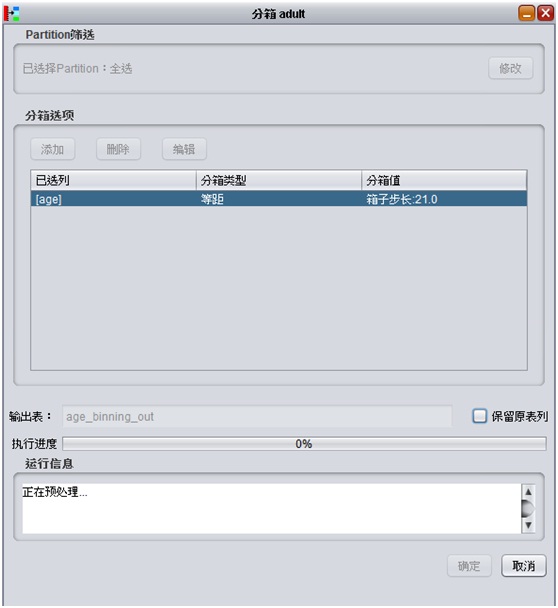 分箱 adult
Partition筛选
已选择Partition：全选
修改
分箱选项
添加 删除 编辑
已选列 分箱类型 分箱值
[age] 等距 箱子步长:21.0
输出表： age_binning_out 保留原表列
执行进度 0%
运行信息
正在预处理...
确定 取消